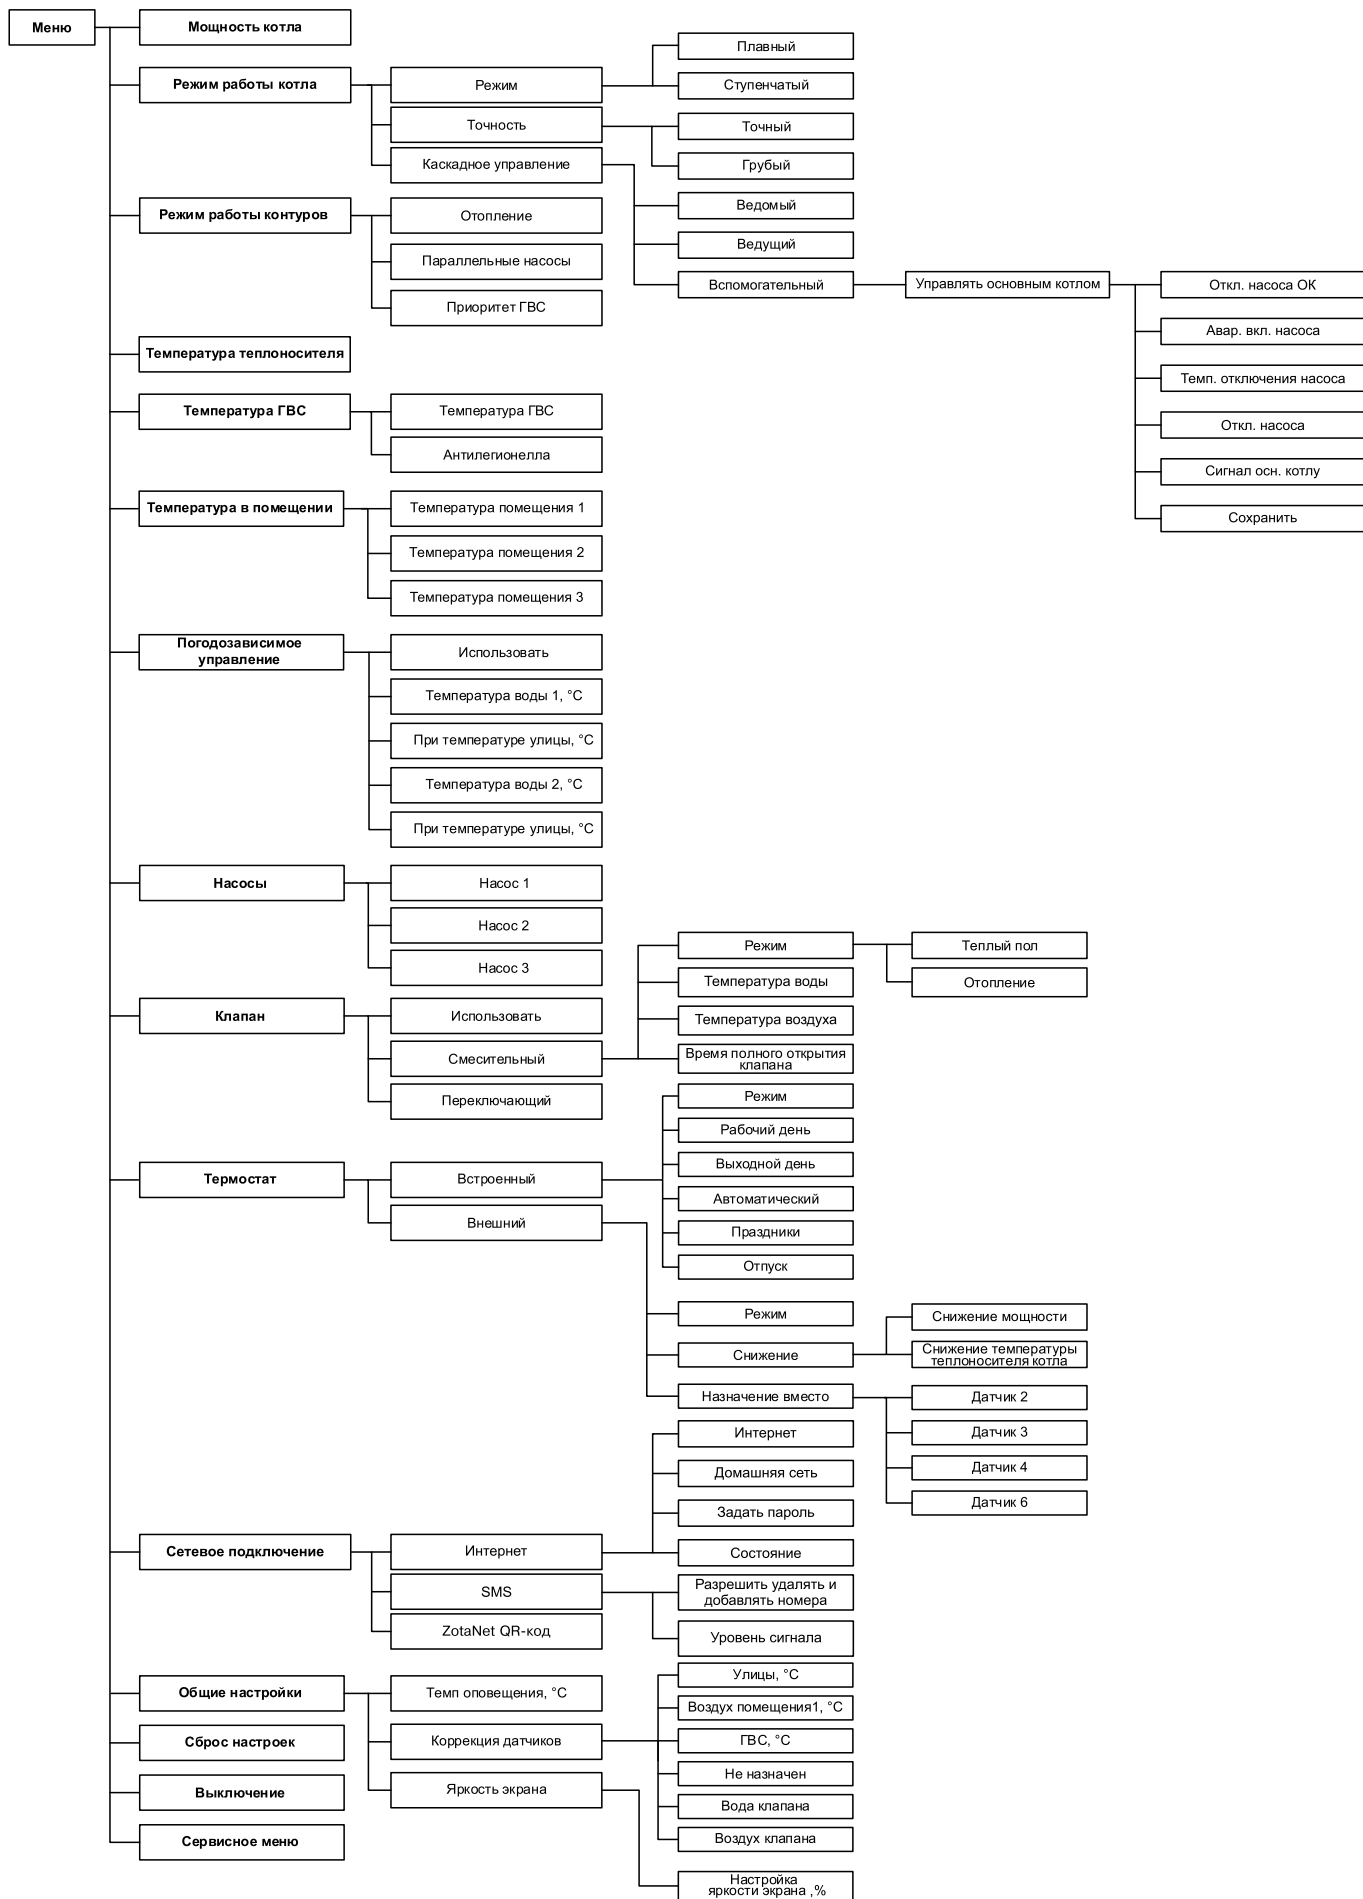 Меню
Мощность котла
Режим работы котла
Режим
Плавный
Ступенчатый
Точность
Точный
Грубый
Каскадное управление
Ведомый
Ведущий
Вспомогательный
Управлять основным котлом
Откл. насоса ОК
Авар. вкл. насоса
Темп. отключения насоса
Откл. насоса
Сигнал осн. котлу
Сохранить
Режим работы контуров
Отопление
Параллельные насосы
Приоритет ГВС
Температура теплоносителя
Температура ГВС
Температура ГВС
Антилегионелла
Температура в помещении
Температура помещения 1
Температура помещения 2
Температура помещения 3
Погодозависимое
управление
Использовать
Температура воды 1, °С
При температуре улицы, °С
Температура воды 2, °С
При температуре улицы, °С
Насосы
Насос 1
Насос 2
Насос 3
Клапан
Использовать
Смесительный
Режим
Теплый пол
Отопление
Температура воды
Температура воздуха
Время полного открытия
клапана
Переключающий
Термостат
Встроенный
Режим
Рабочий день
Выходной день
Автоматический
Праздники
Отпуск
Внешний
Режим
Снижение
Снижение мощности
Снижение температуры
теплоносителя котла
Назначение вместо
Датчик 2
Датчик 3
Датчик 4
Датчик 6
Сетевое подключение
Интернет
Интернет
Домашняя сеть
Задать пароль
Состояние
SMS
Разрешить удалять и
добавлять номера
Уровень сигнала
ZotaNet QR-код
Общие настройки
Темп оповещения, °С
Коррекция датчиков
Улицы, °С
Воздух помещения1, °С
ГВС, °С
Не назначен
Вода клапана
Воздух клапана
Яркость экрана
Настройка
яркости экрана ,%
Сброс настроек
Выключение
Сервисное меню